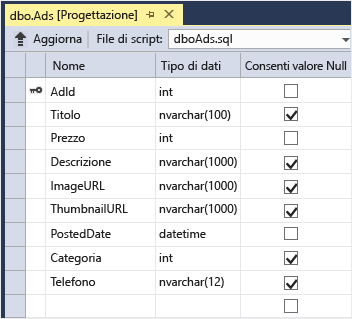 dbo.Ads [Progettazione]
Aggiorna File di script: dboAds.sql
Nome Tipo di dati Consenti valore Null
AdId int
Titolo nvarchar(100)
Prezzo int
Descrizione nvarchar(1000)
ImageURL nvarchar(1000)
ThumbnailURL nvarchar(1000)
PostedDate datetime
Categoria int
Telefono nvarchar(12)